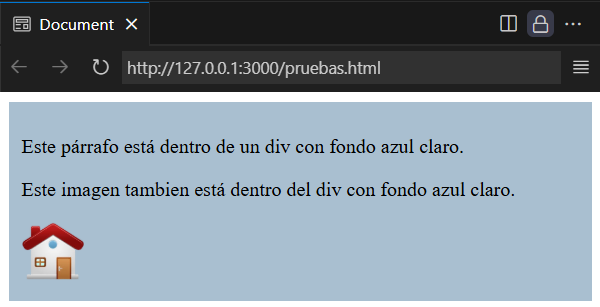 Document
http://127.0.0.1:3000/pruebas.html
Este párrafo está dentro de un div con fondo azul claro.
Este imagen tambien está dentro del div con fondo azul claro.